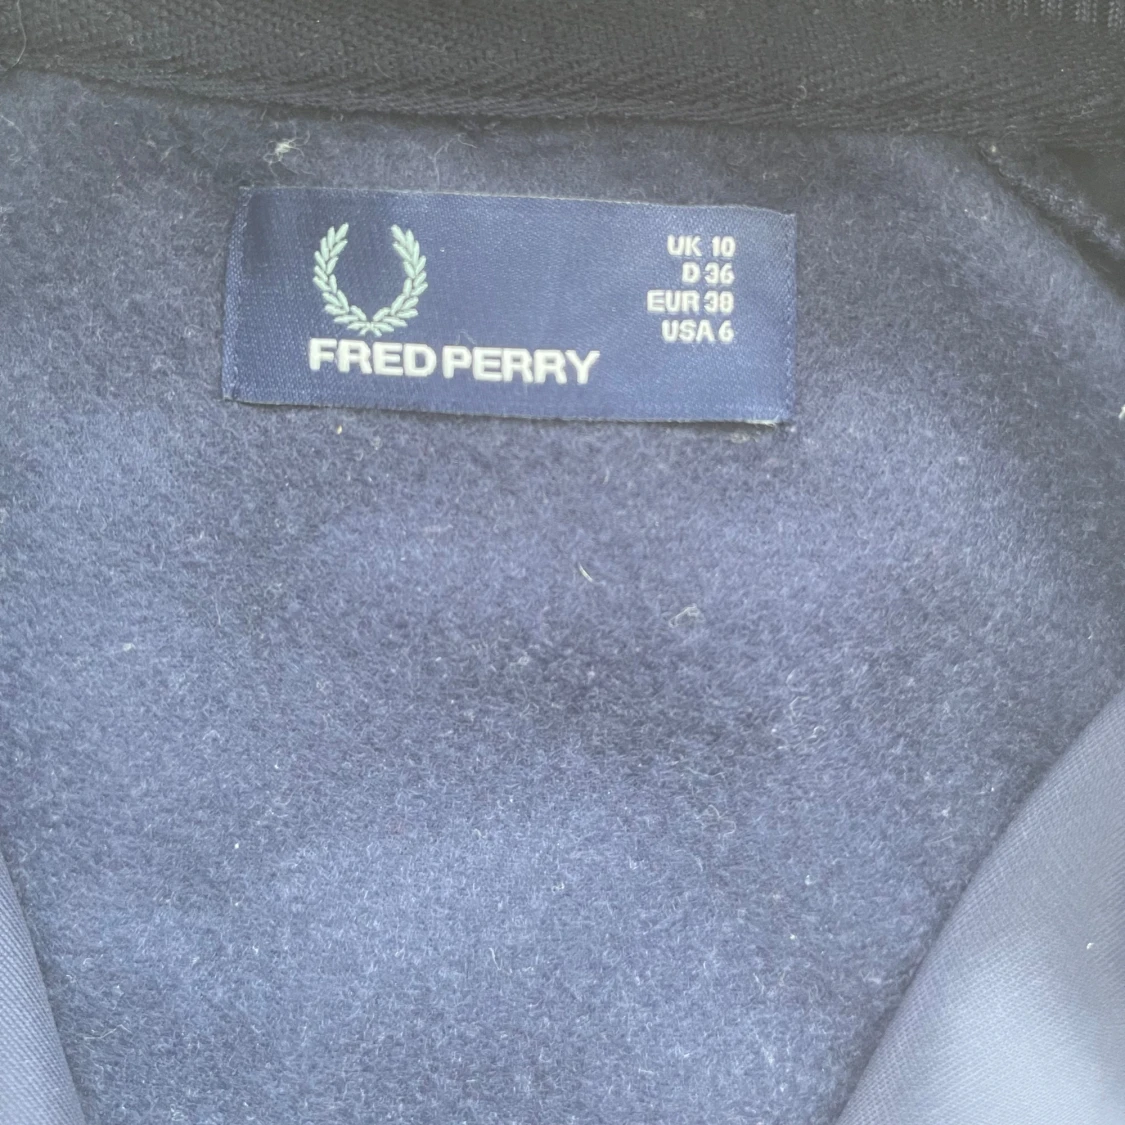 FRED PERRY
UK 10
D 36
EUR 38
USA 6